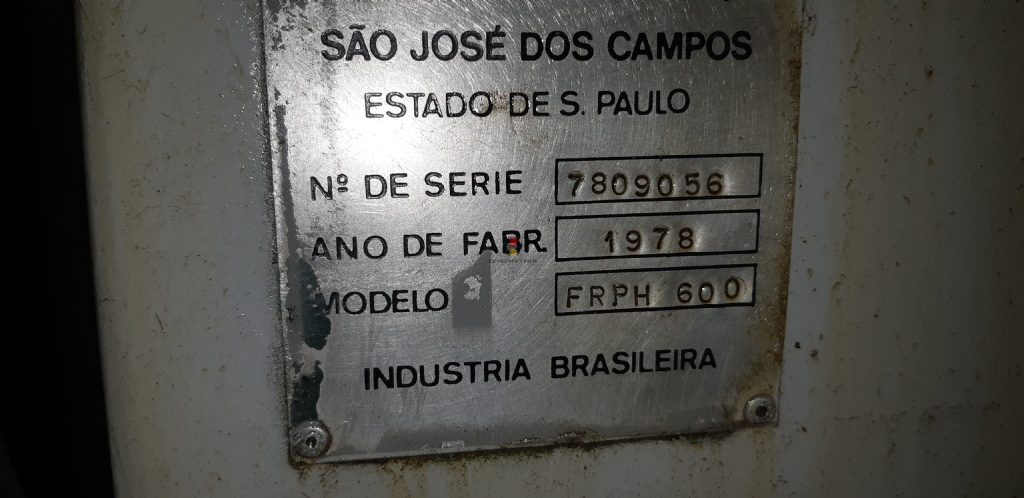 SÃO JOSÉ DOS CAMPOS
ESTADO DE S. PAULO
Nº DE SERIE 7809056
ANO DE FABR. 1978
MODELO FRPH 600
INDUSTRIA BRASILEIRA